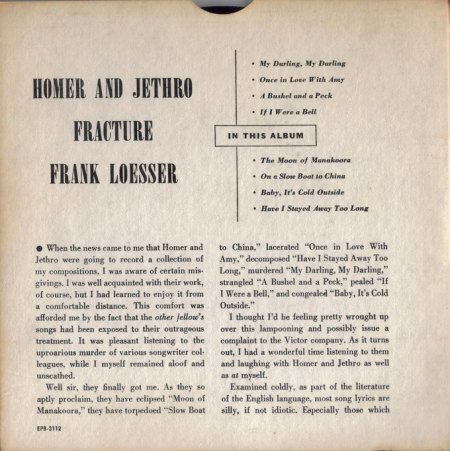 HOMER AND JETHRO
FRACTURE
FRANK LOESSER
• My Darling, My Darling
• Once in Love With Amy
• A Bushel and a Peck
• If I Were a Bell
IN THIS ALBUM
• The Moon of Manakoora
• On a Slow Boat to China
• Baby, It's Cold Outside
• Have I Stayed Away Too Long
● When the news came to me that Homer and
Jethro were going to record a collection of
my compositions, I was aware of certain mis-
givings. I was well acquainted with their work,
of course, but I had learned to enjoy it from
a comfortable distance. This comfort was
afforded me by the fact that the other fellow's
songs had been exposed to their outrageous
treatment. It was pleasant listening to the
uproarious murder of various songwriter col-
leagues, while I myself remained aloof and
unscathed.
Well sir, they finally got me. As they so
aptly proclaim, they have eclipsed "Moon of
Manakoora," they have torpedoed "Slow Boat
to China," lacerated "Once in Love With
Amy," decomposed "Have I Stayed Away Too
Long," murdered "My Darling, My Darling,"
strangled "A Bushel and a Peck," pealed "If
I Were a Bell," and congealed "Baby, It's Cold
Outside."
I thought I'd be feeling pretty wrought up
over this lampooning and possibly issue a
complaint to the Victor company. As it turns
out, I had a wonderful time listening to them
and laughing with Homer and Jethro as well
as at myself.
Examined coldly, as part of the literature
of the English language, most song lyrics are
silly, if not idiotic. Especially those which
EPB-3112